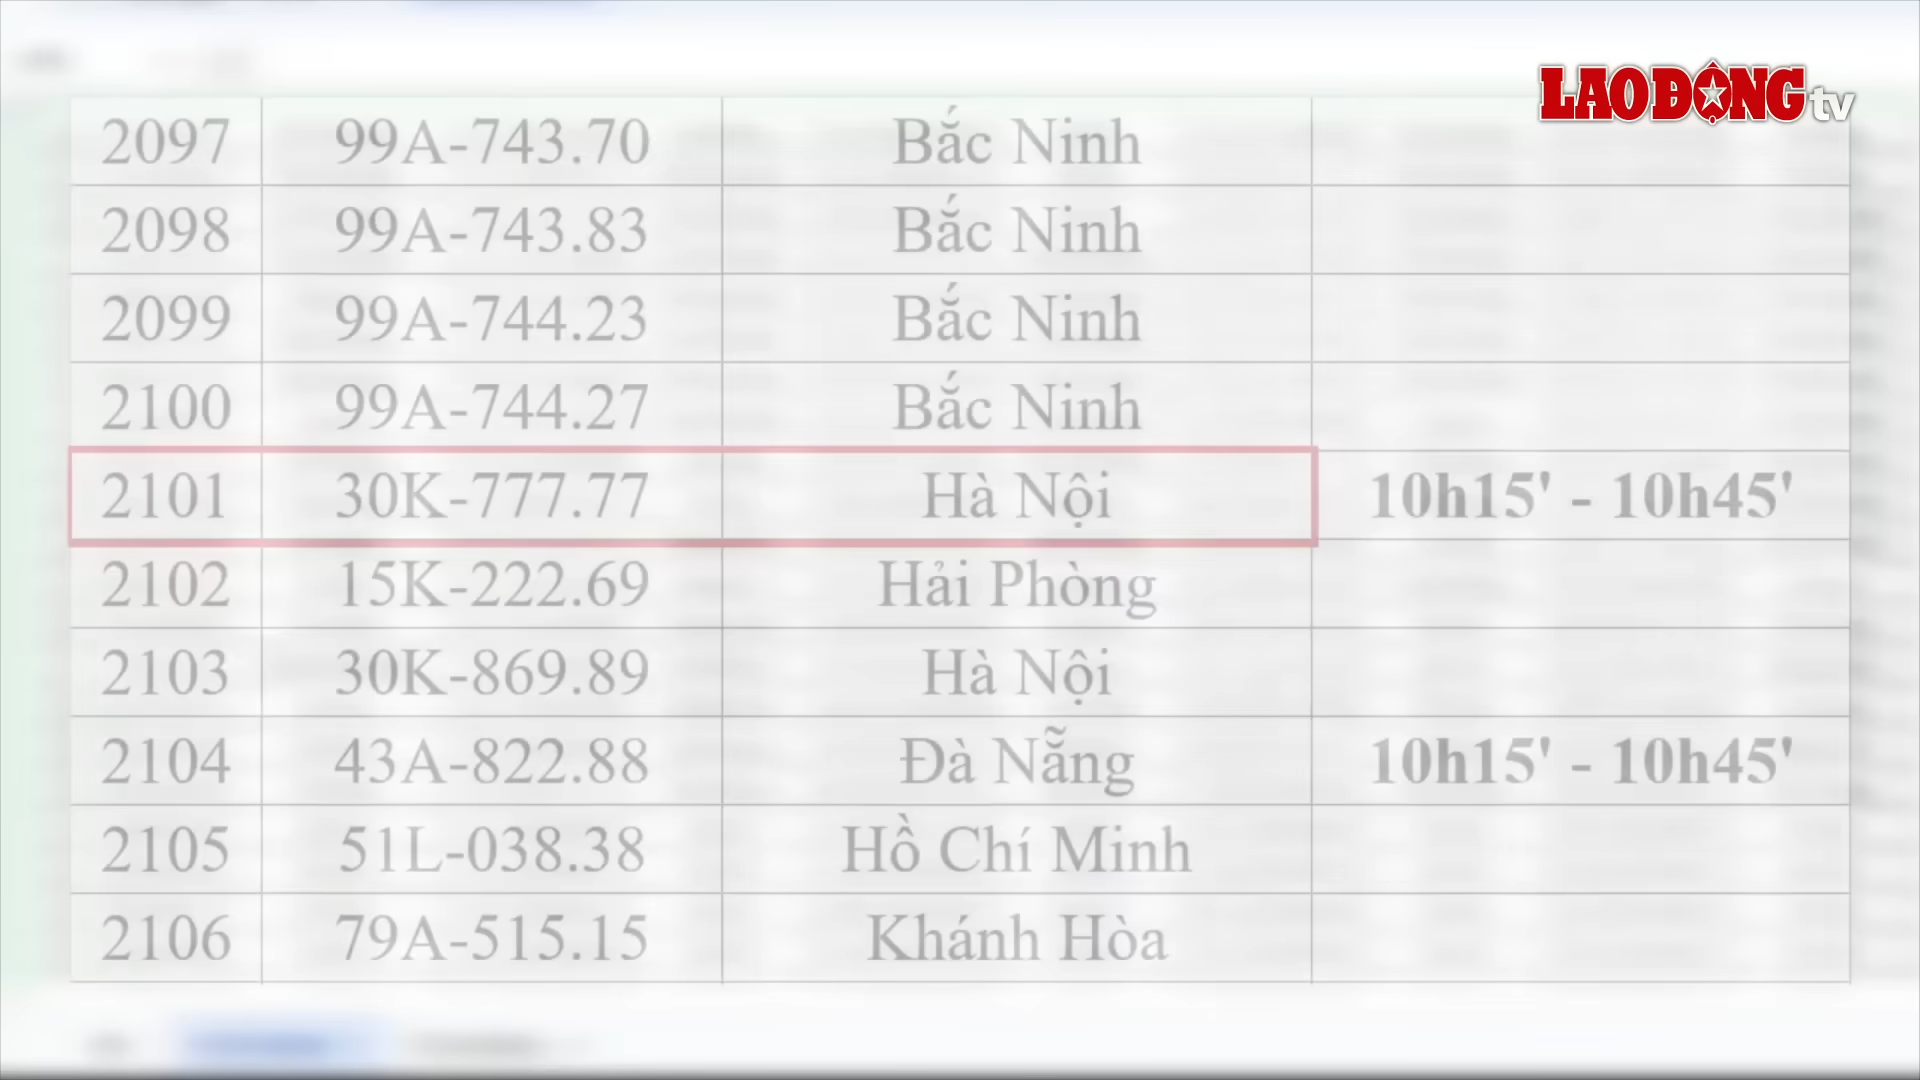 LAO ĐỘNG tv
2097 99A-743.70 Bắc Ninh
2098 99A-743.83 Bắc Ninh
2099 99A-744.23 Bắc Ninh
2100 99A-744.27 Bắc Ninh
2101 30K-777.77 Hà Nội 10h15' - 10h45'
2102 15K-222.69 Hải Phòng
2103 30K-869.89 Hà Nội
2104 43A-822.88 Đà Nẵng 10h15' - 10h45'
2105 51L-038.38 Hồ Chí Minh
2106 79A-515.15 Khánh Hòa